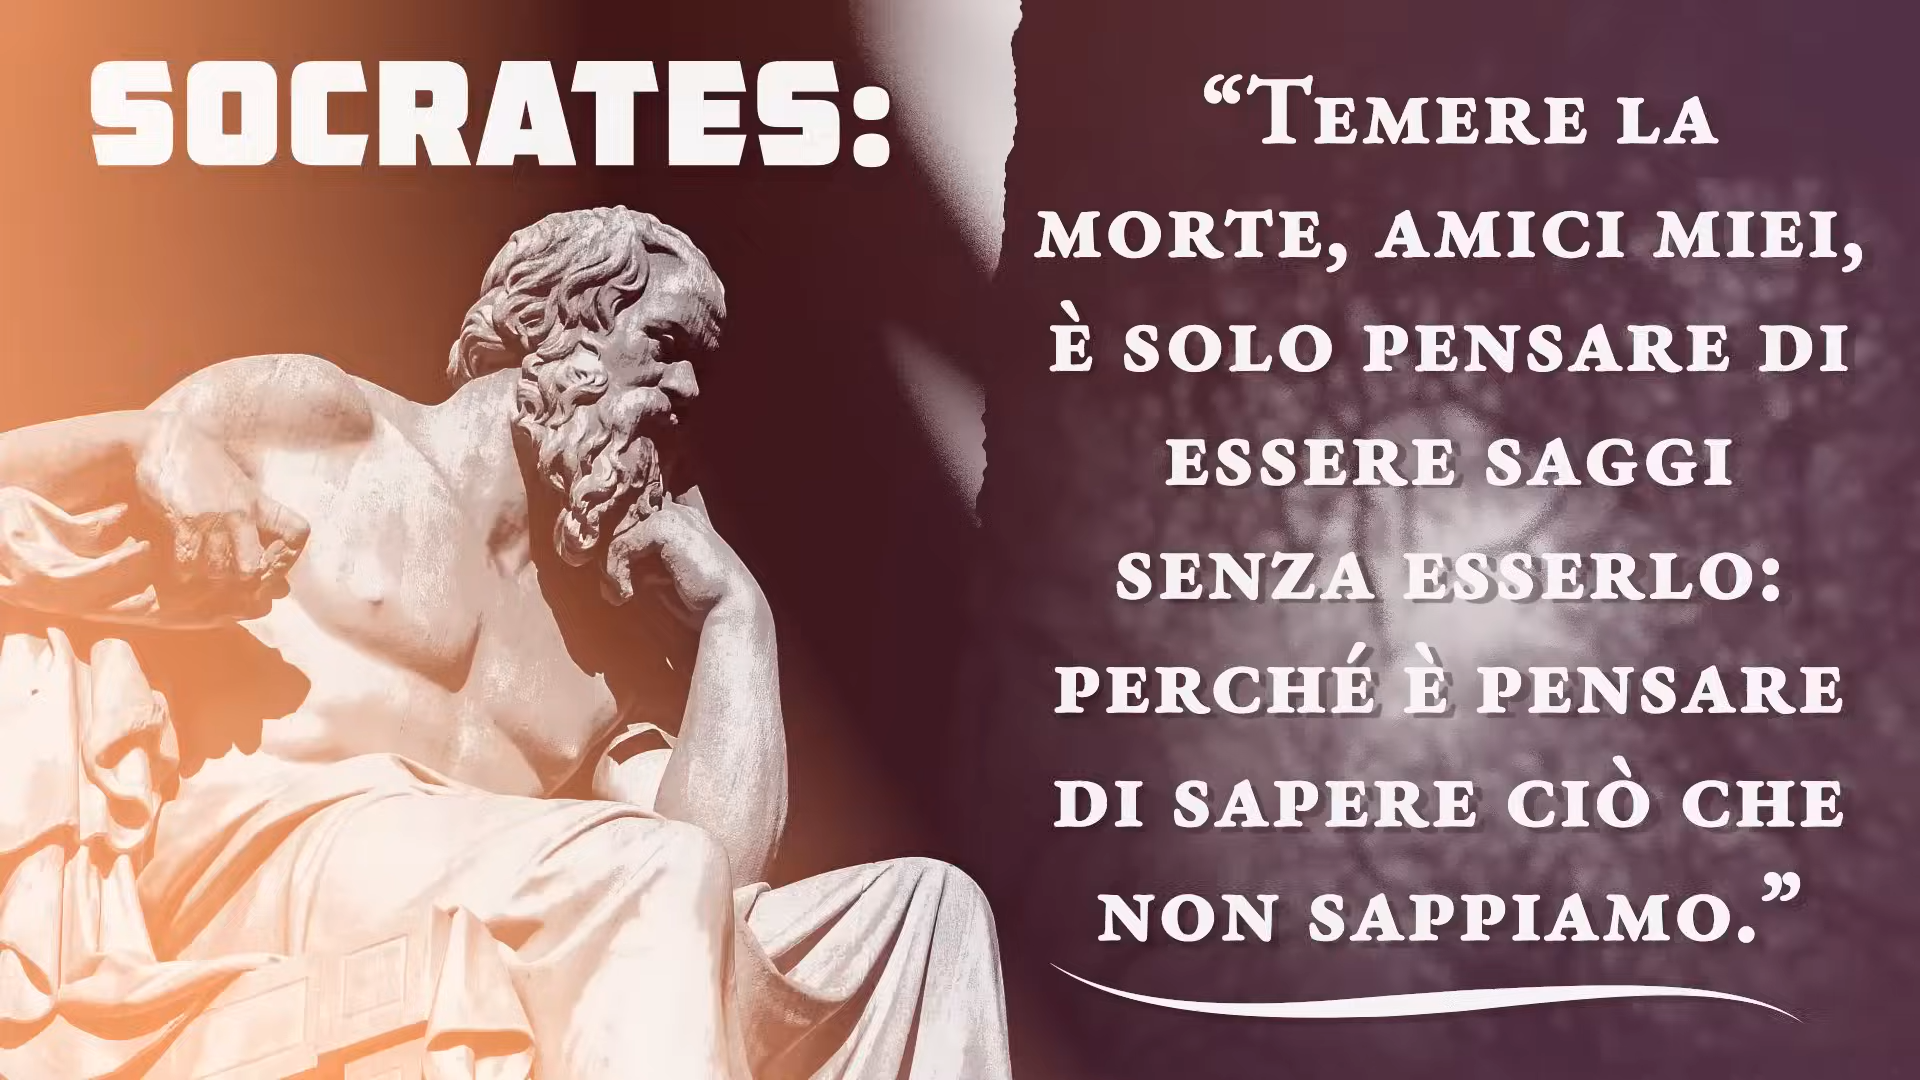 SOCRATES:
“Temere la
morte, amici miei,
è solo pensare di
essere saggi
senza esserlo:
perché è pensare
di sapere ciò che
non sappiamo.”